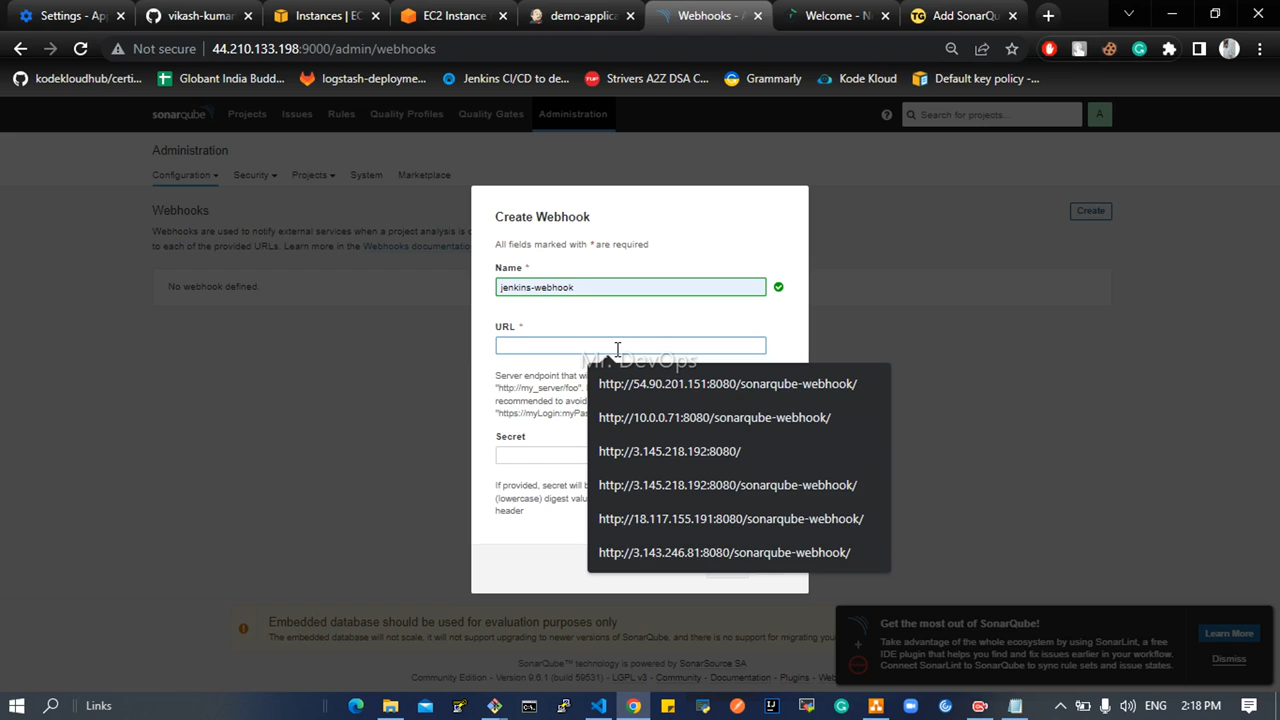 Settings - App
vikash-kumar
Instances | EC
EC2 Instance
demo-applica
Webhooks - A
Welcome - Ne
Add SonarQu
Not secure
44.210.133.198:9000/admin/webhooks
kodekloudhub/cert...
Globant India Budd...
logstash-deployme...
Jenkins CI/CD to de...
Strivers A2Z DSA C...
Grammarly
Kode Kloud
Default key policy -...
sonarqube
Projects
Issues
Rules
Quality Profiles
Quality Gates
Administration
Search for projects...
A
Administration
Configuration
Security
Projects
System
Marketplace
Webhooks
Create
Webhooks are used to notify external services when a project analysis is
to each of the provided URLs. Learn more in the Webhooks documentation
No webhook defined.
Create Webhook
All fields marked with * are required
Name *
jenkins-webhook
URL *
Mr. DevOps
Server endpoint that
"http://my_server/foo".
recommended to avoid
"https://myLogin:myPa
http://54.90.201.151:8080/sonarqube-webhook/
http://10.0.0.71:8080/sonarqube-webhook/
http://3.145.218.192:8080/
http://3.145.218.192:8080/sonarqube-webhook/
http://18.117.155.191:8080/sonarqube-webhook/
http://3.143.246.81:8080/sonarqube-webhook/
Secret
If provided, secret will b
(lowercase) digest valu
header
Embedded database should be used for evaluation purposes only
The embedded database will not scale, it will not support upgrading to newer versions of SonarQube, and there is no support for migrating you
SonarQube™ technology is powered by SonarSource SA
Community Edition - Version 9.6.1 (build 59531) - LGPL v3 - Community - Documentation - Plugins - Web
Get the most out of SonarQube!
Take advantage of the whole ecosystem by using SonarLint, a free
IDE plugin that helps you find and fix issues earlier in your workflow.
Connect SonarLint to SonarQube to sync rule sets and issue states.
Learn More
Dismiss
Links
ENG
2:18 PM